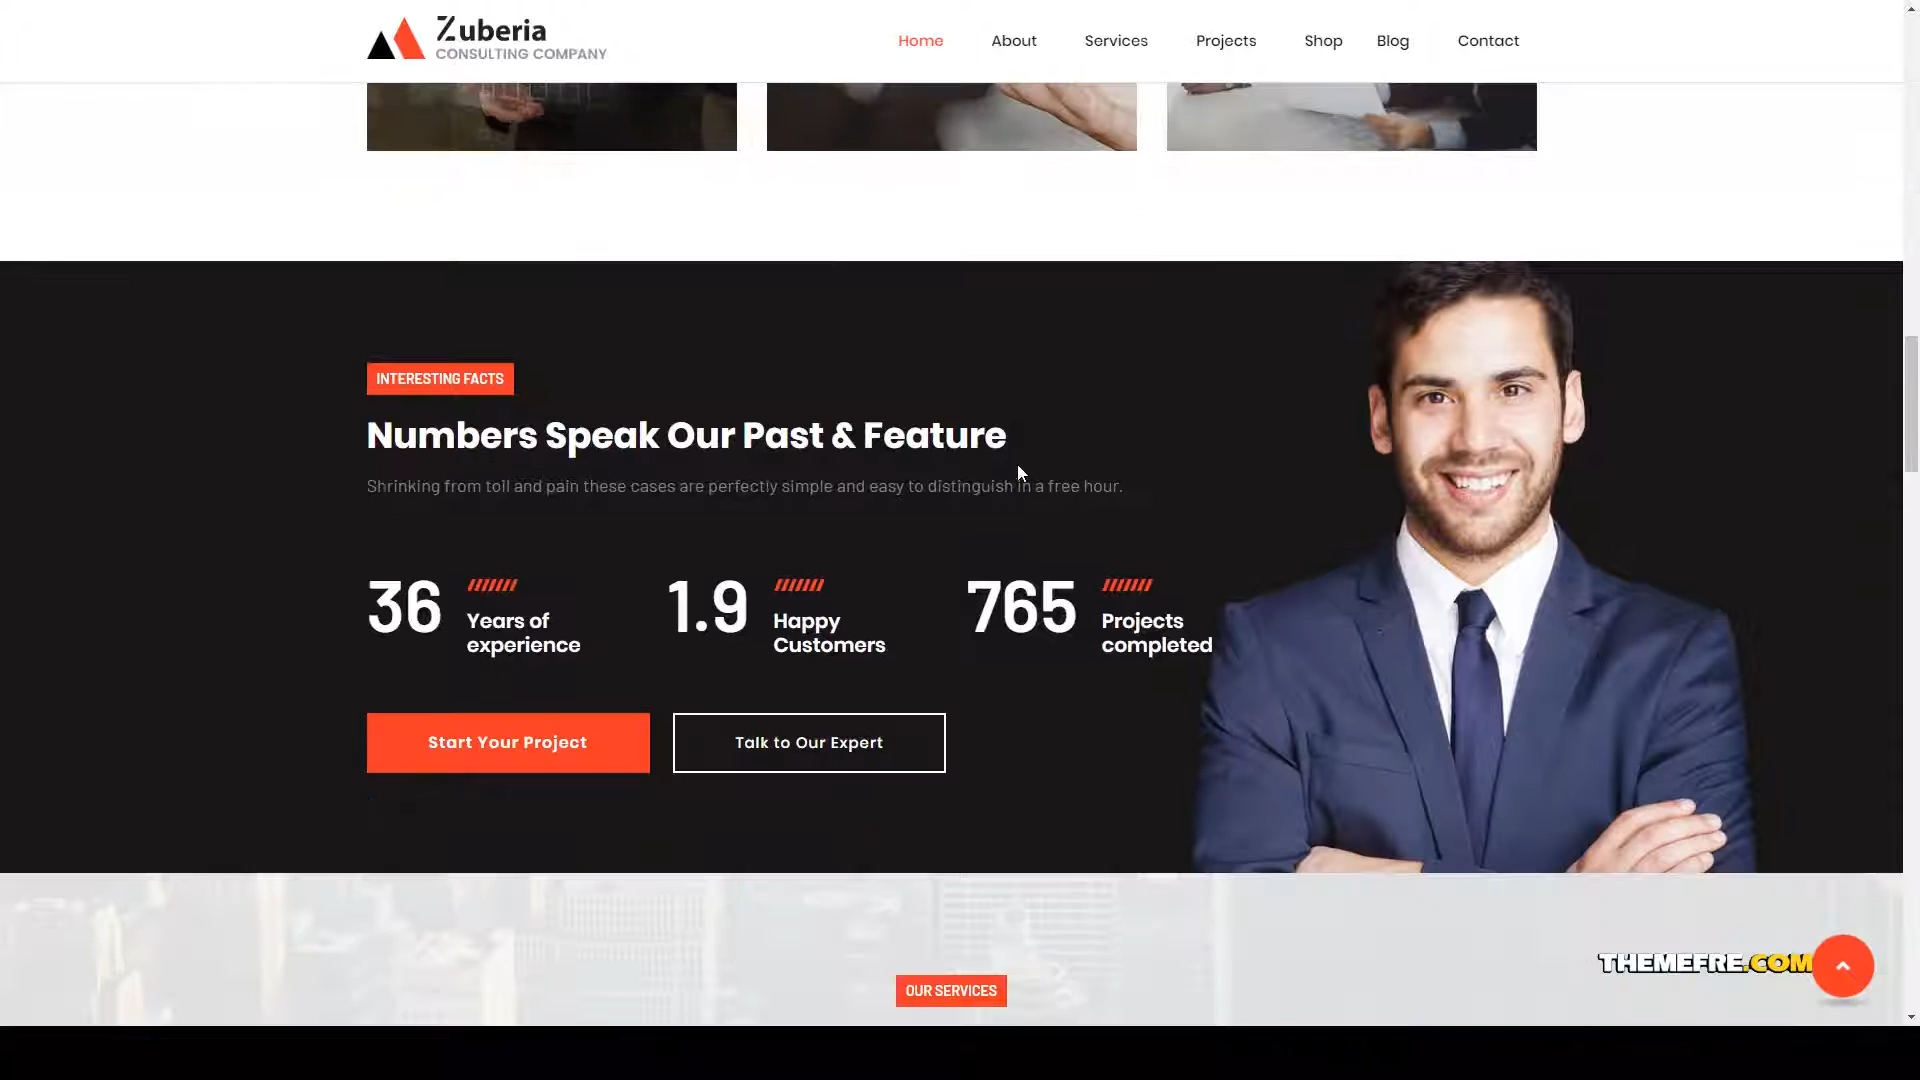 Zuberia
CONSULTING COMPANY
Home About Services Projects Shop Blog Contact
INTERESTING FACTS
Numbers Speak Our Past & Feature
Shrinking from toil and pain these cases are perfectly simple and easy to distinguish in a free hour.
36 Years of experience
1.9 Happy Customers
765 Projects completed
Start Your Project
Talk to Our Expert
THEMEFRE.COM
OUR SERVICES